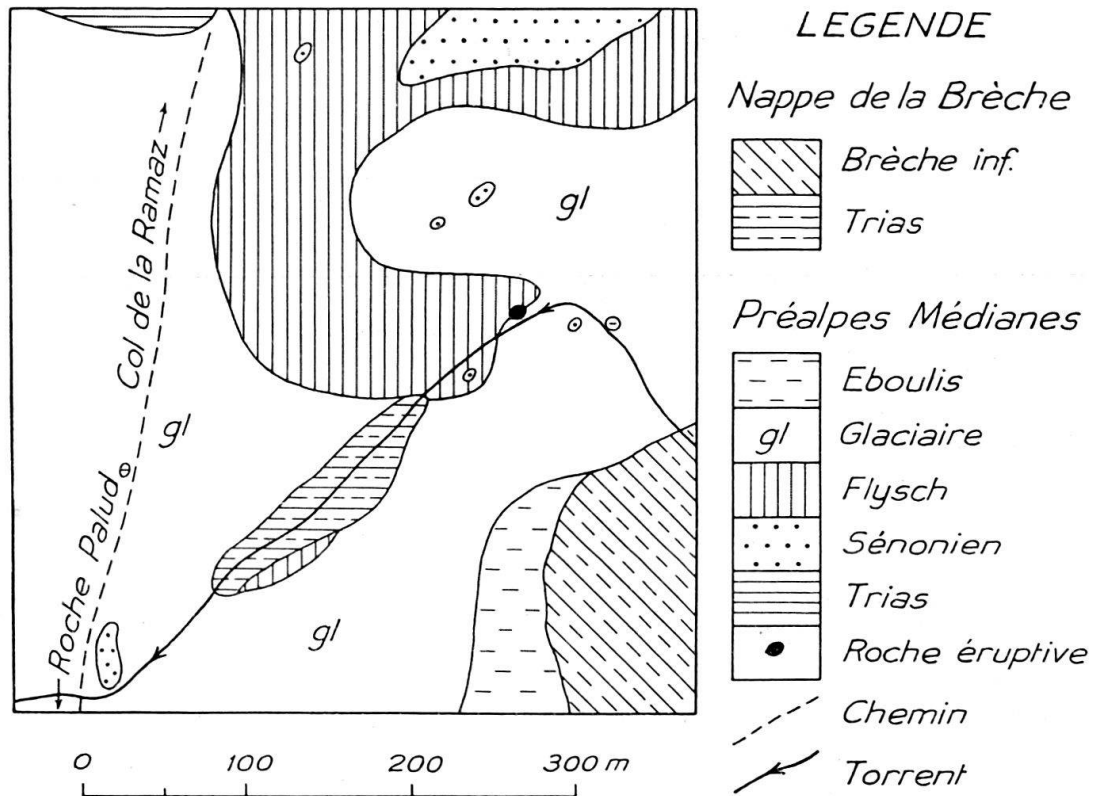 LEGENDE
Nappe de la Brèche
Brèche inf.
Trias
Préalpes Médianes
Eboulis
gl Glaciaire
Flysch
Sénonien
Trias
Roche éruptive
Chemin
Torrent
Col de la Ramaz
Roche Palud
gl
gl
gl
0 100 200 300 m